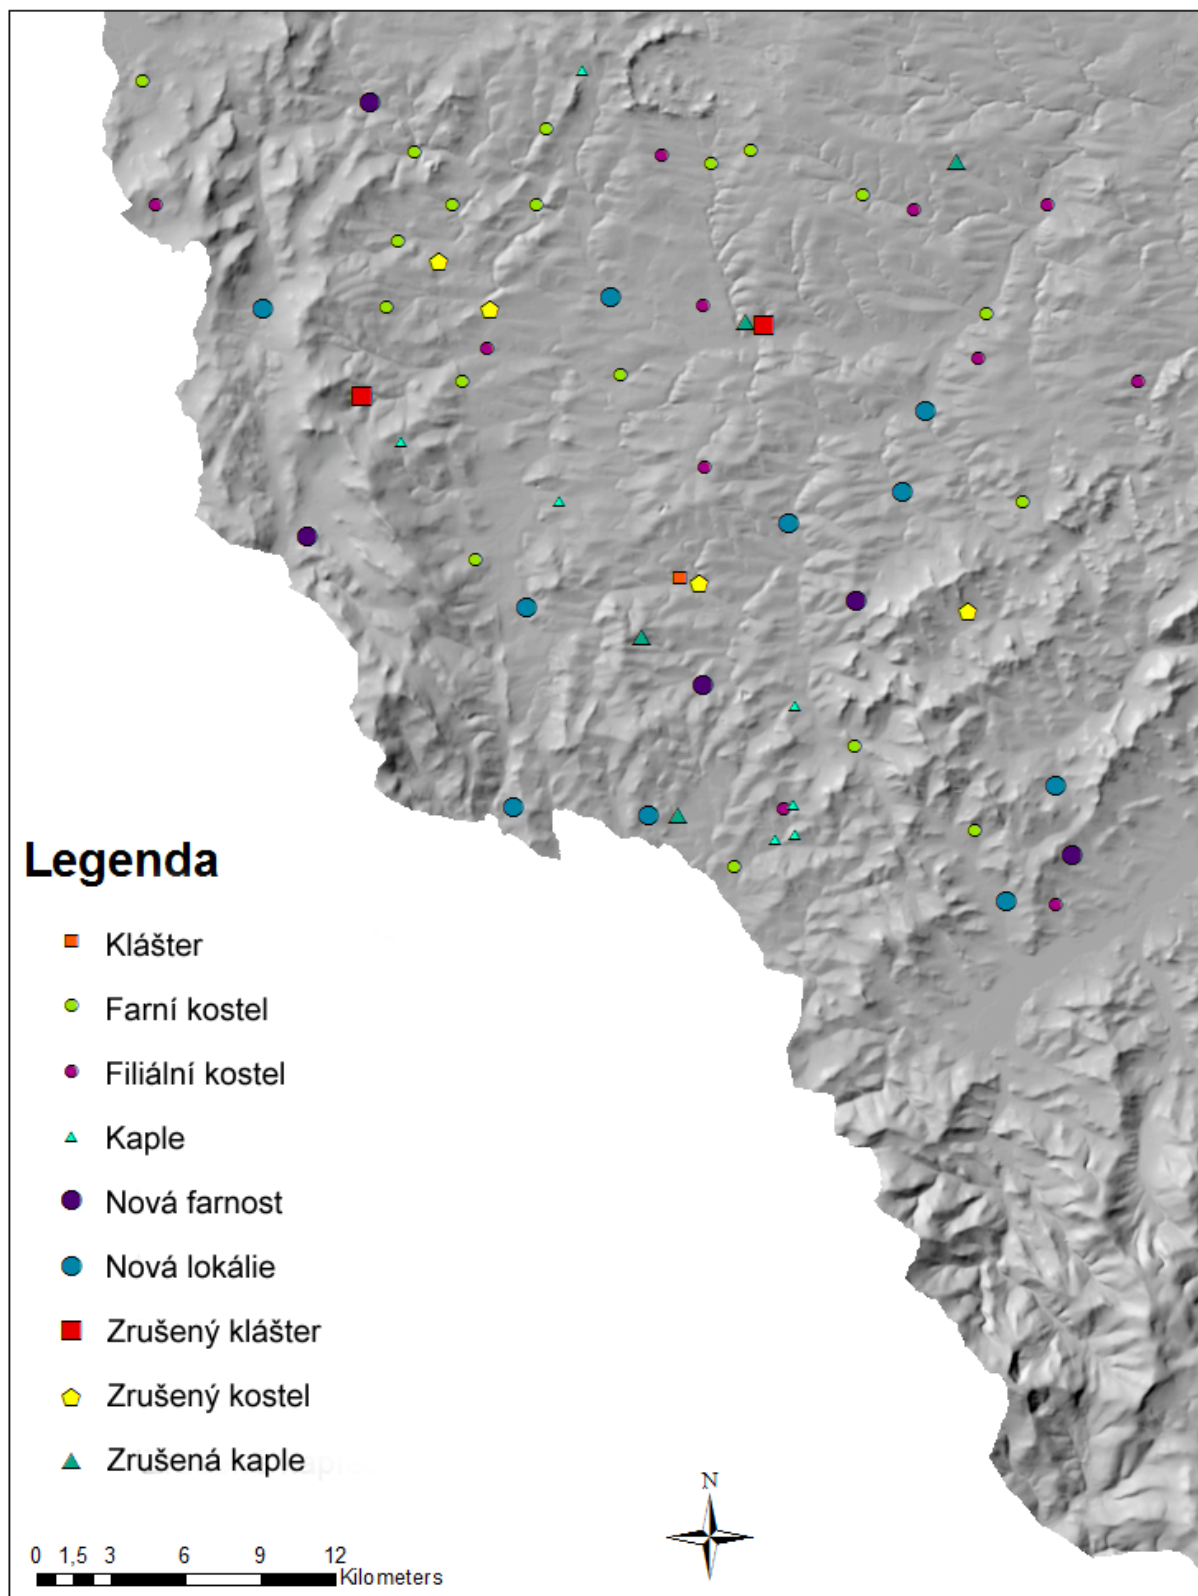 Legenda
Klášter
Farní kostel
Filiální kostel
Kaple
Nová farnost
Nová lokálie
Zrušený klášter
Zrušený kostel
Zrušená kaple
N
0 1,5 3 6 9 12
Kilometers